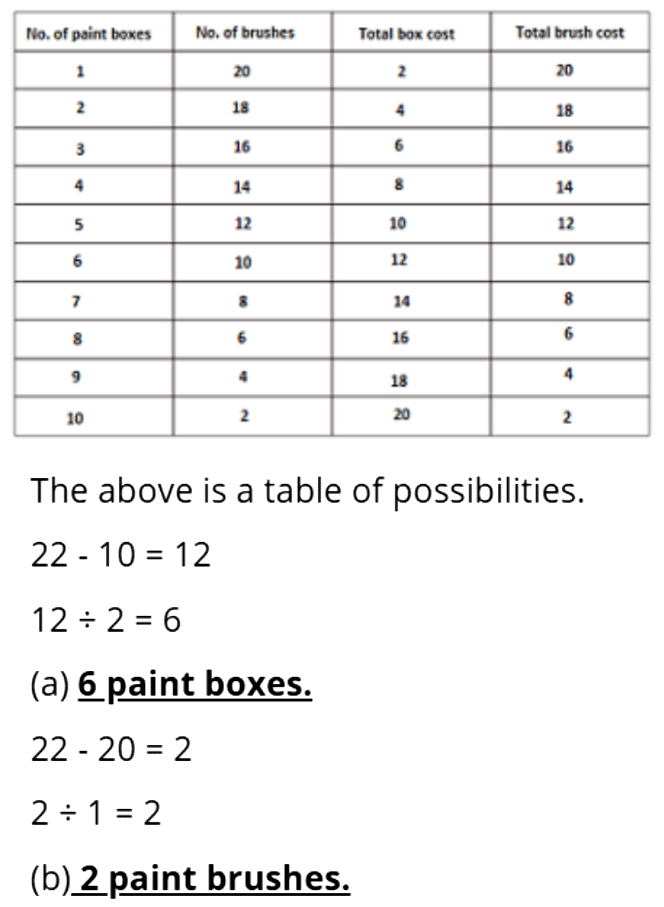 No. of paint boxes No. of brushes Total box cost Total brush cost
1 20 2 20
2 18 4 18
3 16 6 16
4 14 8 14
5 12 10 12
6 10 12 10
7 8 14 8
8 6 16 6
9 4 18 4
10 2 20 2
The above is a table of possibilities.
22 - 10 = 12
12 ÷ 2 = 6
(a) 6 paint boxes.
22 - 20 = 2
2 ÷ 1 = 2
(b) 2 paint brushes.